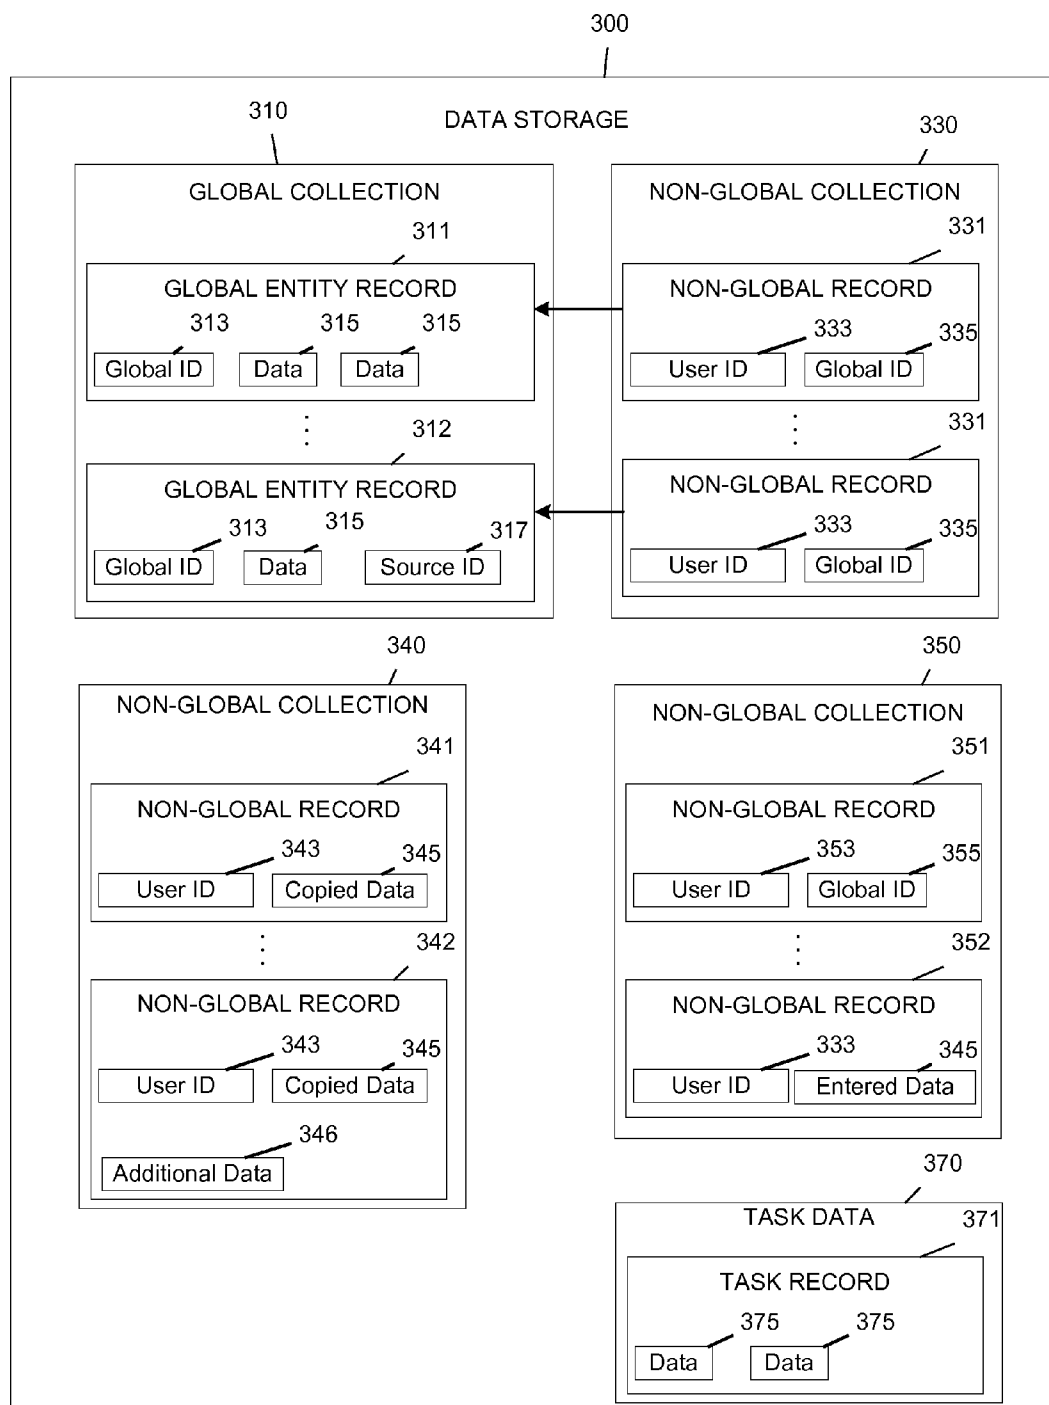 300
DATA STORAGE
310
GLOBAL COLLECTION
311
GLOBAL ENTITY RECORD
313 315 315
Global ID Data Data
312
GLOBAL ENTITY RECORD
313 315 317
Global ID Data Source ID
330
NON-GLOBAL COLLECTION
331
NON-GLOBAL RECORD
333 335
User ID Global ID
331
NON-GLOBAL RECORD
333 335
User ID Global ID
340
NON-GLOBAL COLLECTION
341
NON-GLOBAL RECORD
343 345
User ID Copied Data
342
NON-GLOBAL RECORD
343 345
User ID Copied Data
346
Additional Data
350
NON-GLOBAL COLLECTION
351
NON-GLOBAL RECORD
353 355
User ID Global ID
352
NON-GLOBAL RECORD
333 345
User ID Entered Data
370
TASK DATA
371
TASK RECORD
375 375
Data Data